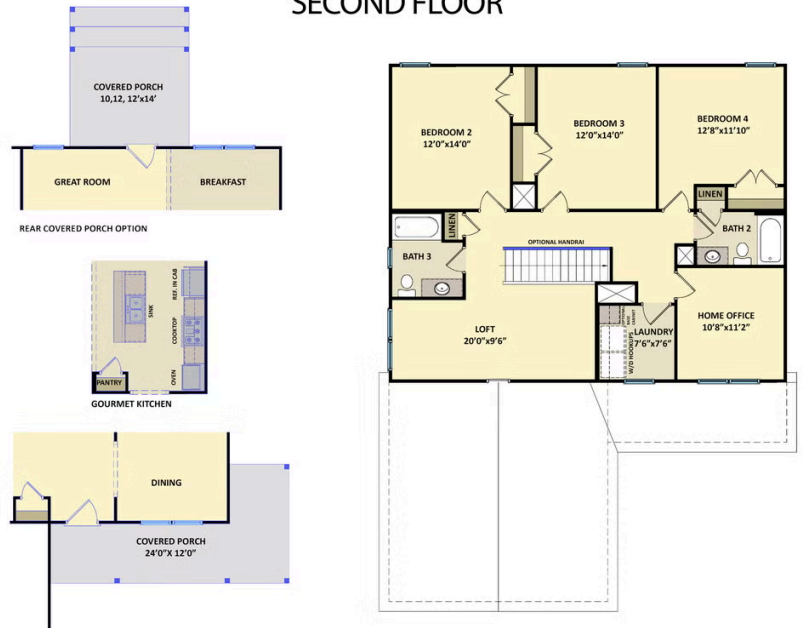 SECOND FLOOR
COVERED PORCH
10,12, 12'x14'
GREAT ROOM
BREAKFAST
REAR COVERED PORCH OPTION
SINK
REF. IN CAB
COOKTOP
OVEN
PANTRY
GOURMET KITCHEN
DINING
COVERED PORCH
24'0"X 12'0"
BEDROOM 2
12'0"x14'0"
BEDROOM 3
12'0"x14'0"
BEDROOM 4
12'8"x11'10"
LINEN
LINEN
BATH 2
BATH 3
OPTIONAL HANDRAI
LOFT
20'0"x9'6"
HOME OFFICE
10'8"x11'2"
LAUNDRY
7'6"x7'6"
W/D HOOKUPS
OPTIONAL
BASE
CABINET